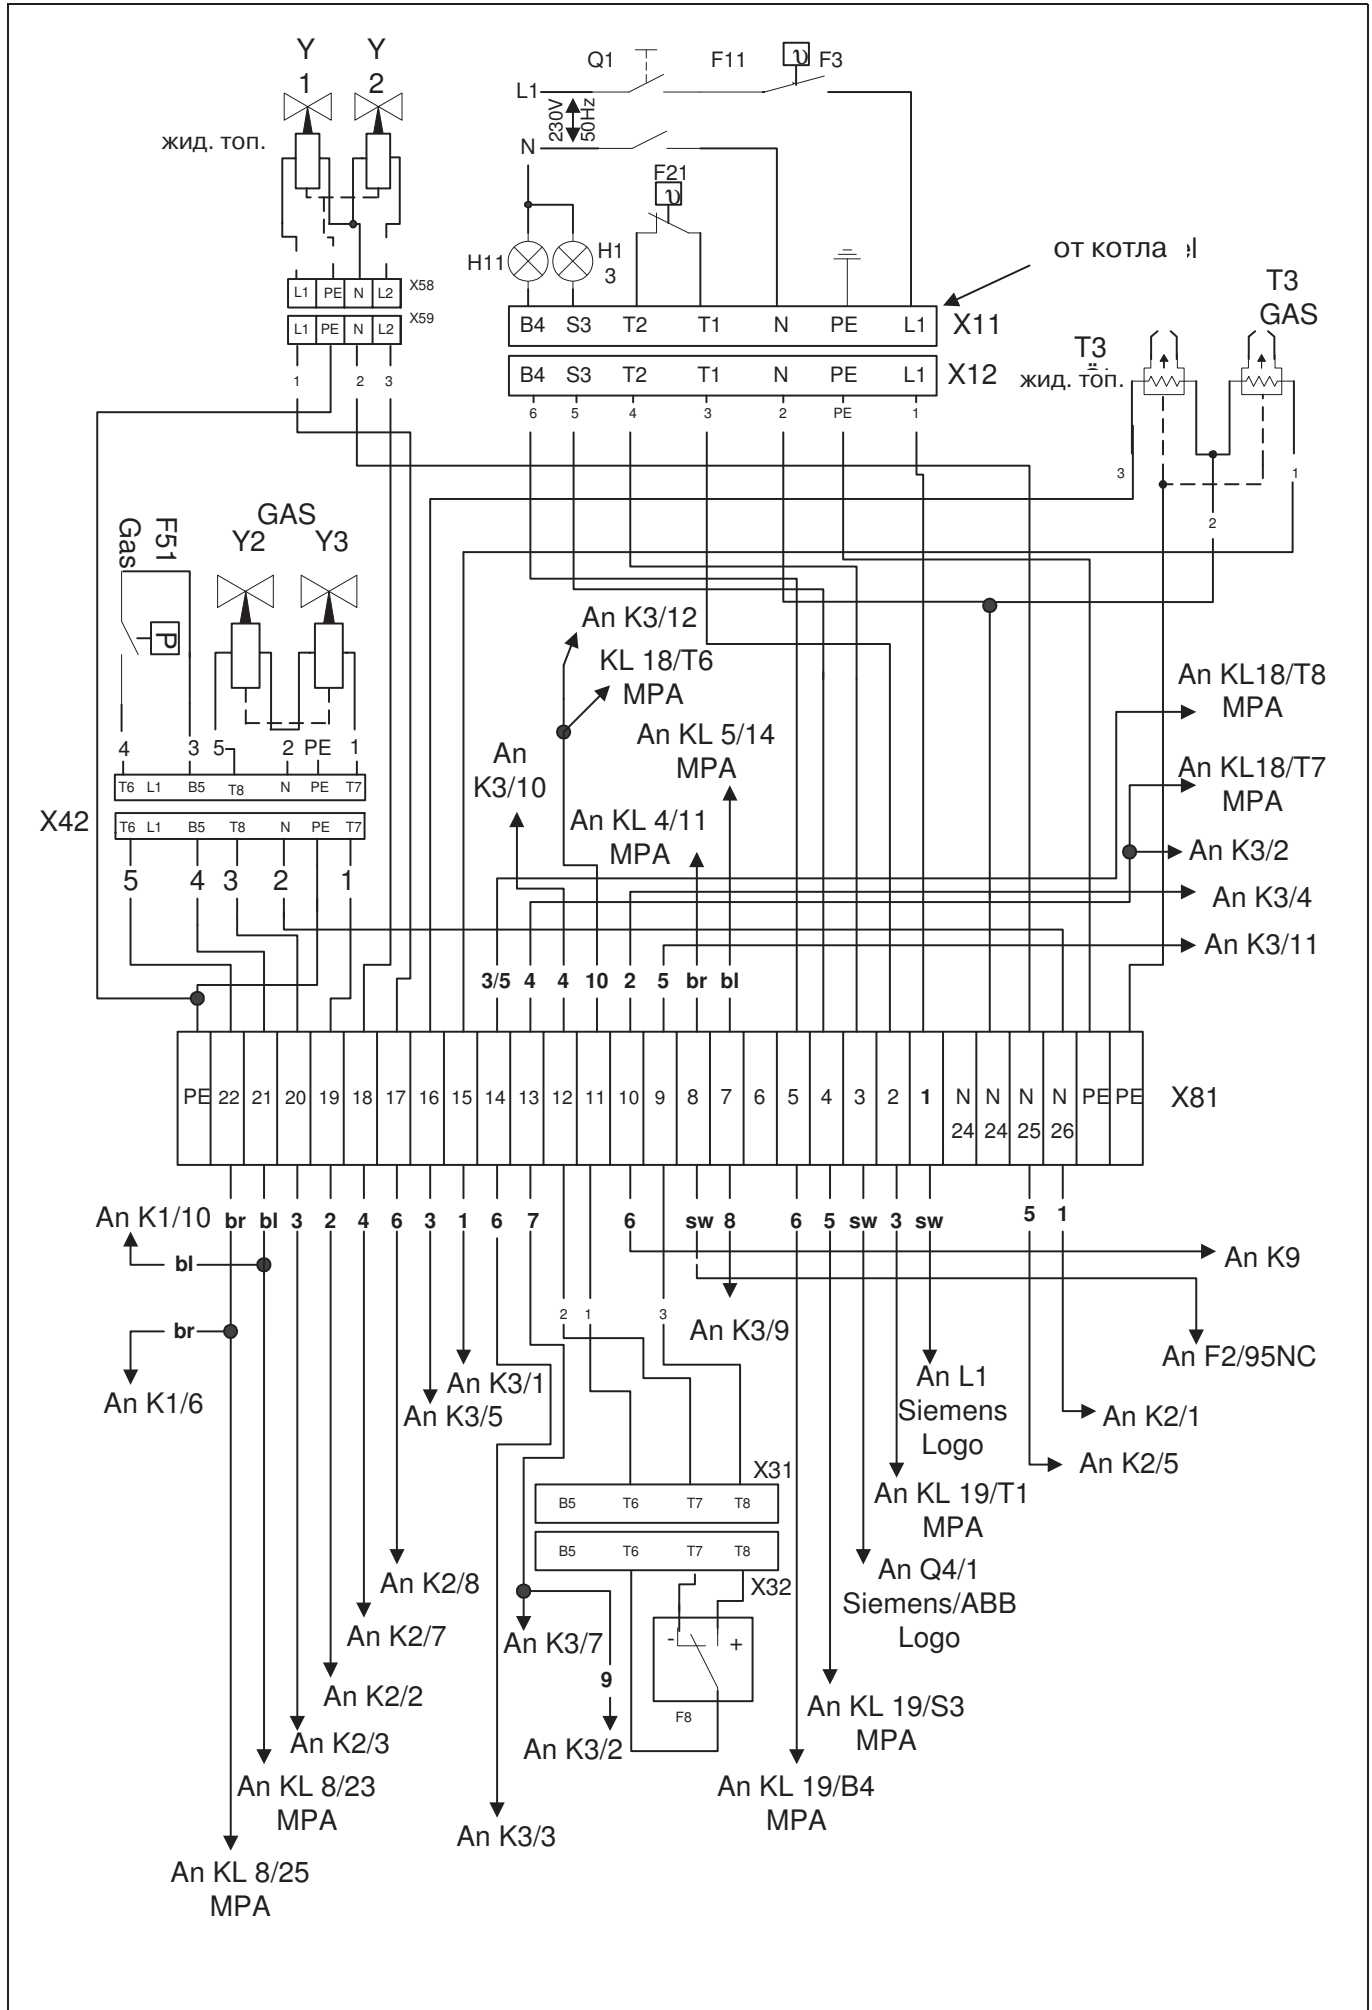 Y Y
1 2
жид. топ.
Q1 F11 υ F3
L1
230V
50Hz
N
F21
υ
H11
H1
3
от котла
T3
GAS
L1 PE N L2 X58
L1 PE N L2 X59
1 2 3
B4 S3 T2 T1 N PE L1 X11
B4 S3 T2 T1 N PE L1 X12
6 5 4 3 2 PE 1
T3
жид. топ.
3 1
2
F51
Gas
P
GAS
Y2 Y3
4 3 5 2 PE 1
T6 L1 B5 T8 N PE T7
X42
T6 L1 B5 T8 N PE T7
5 4 3 2 1
An K3/12
KL 18/T6
MPA
An
K3/10
An KL 5/14
MPA
An KL 4/11
MPA
An KL18/T8
MPA
An KL18/T7
MPA
An K3/2
An K3/4
An K3/11
3/5 4 4 10 2 5 br bl
PE 22 21 20 19 18 17 16 15 14 13 12 11 10 9 8 7 6 5 4 3 2 1 N N N N PE PE X81
24 24 25 26
An K1/10 br bl 3 2 4 6 3 1 6 7 6 sw 8 6 5 sw 3 sw 5 1
bl
br
An K1/6
2 1 3
An K9
An K3/9
An F2/95NC
An K3/1
An K3/5
An L1
Siemens
Logo
An K2/1
An K2/5
X31
B5 T6 T7 T8
B5 T6 T7 T8
X32
An KL 19/T1
MPA
An Q4/1
Siemens/ABB
Logo
An K2/8
An K2/7
An K2/2
An K2/3
An K3/7
9
An K3/2
- +
F8
An KL 19/S3
MPA
An KL 8/23
MPA
An KL 19/B4
MPA
An K3/3
An KL 8/25
MPA